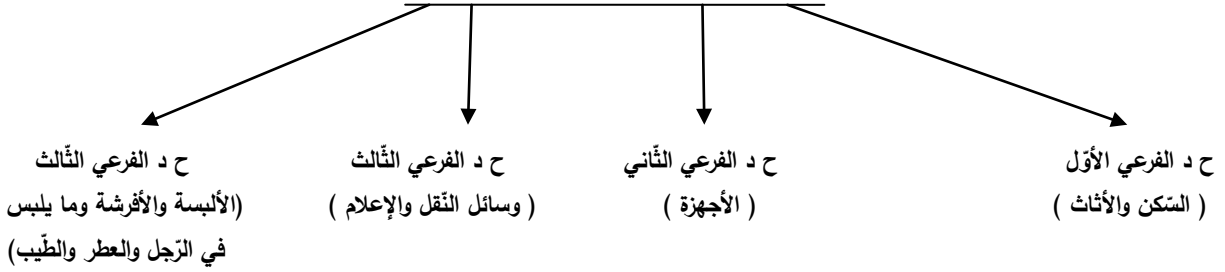 ح د الفرعي الأوّل
( السّكن والأثاث )
ح د الفرعي الثّاني
( الأجهزة )
ح د الفرعي الثّالث
( وسائل النّقل والإعلام )
ح د الفرعي الثّالث
(الألبسة والأفرشة وما يلبس
في الرّجل والعطر والطّيب)